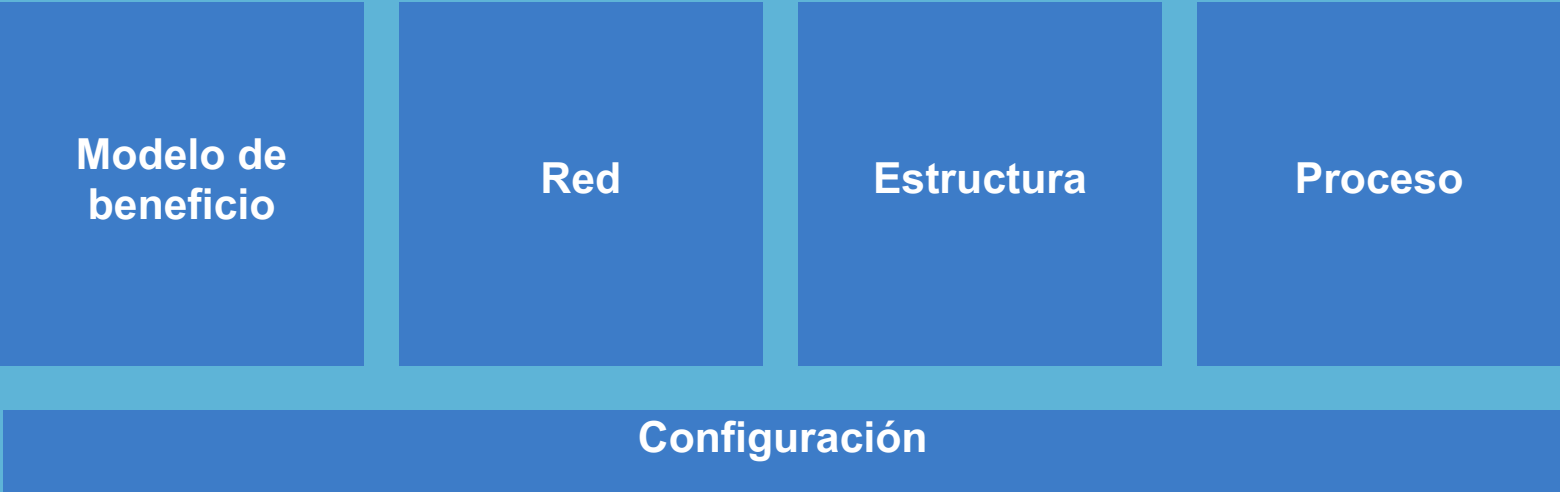 Modelo de
beneficio
Red
Estructura
Proceso
Configuración